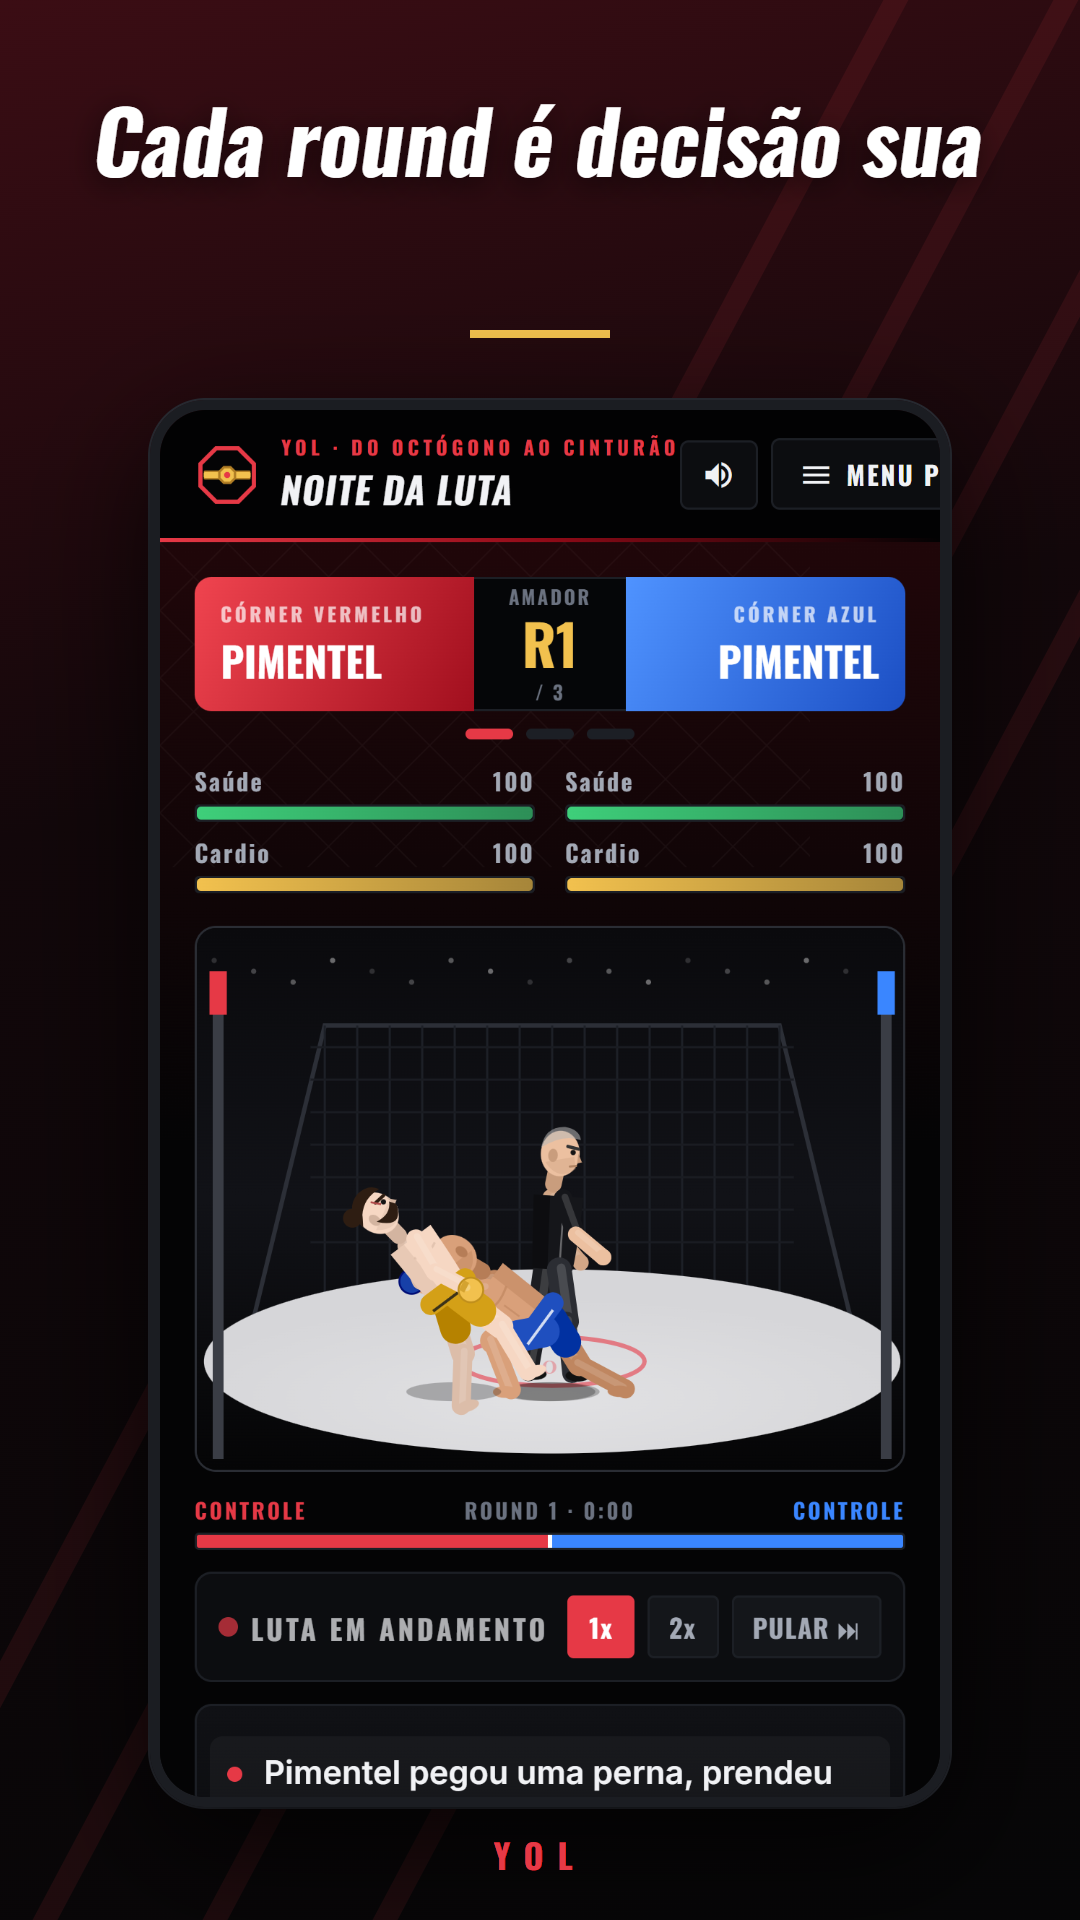 Cada round é decisão sua
YOL · DO OCTÓGONO AO CINTURÃO
NOITE DA LUTA
MENU P
CÓRNER VERMELHO
PIMENTEL
AMADOR
R1
/ 3
CÓRNER AZUL
PIMENTEL
Saúde 100
Saúde 100
Cardio 100
Cardio 100
CONTROLE
ROUND 1 · 0:00
CONTROLE
LUTA EM ANDAMENTO
1x
2x
PULAR
Pimentel pegou uma perna, prendeu
YOL